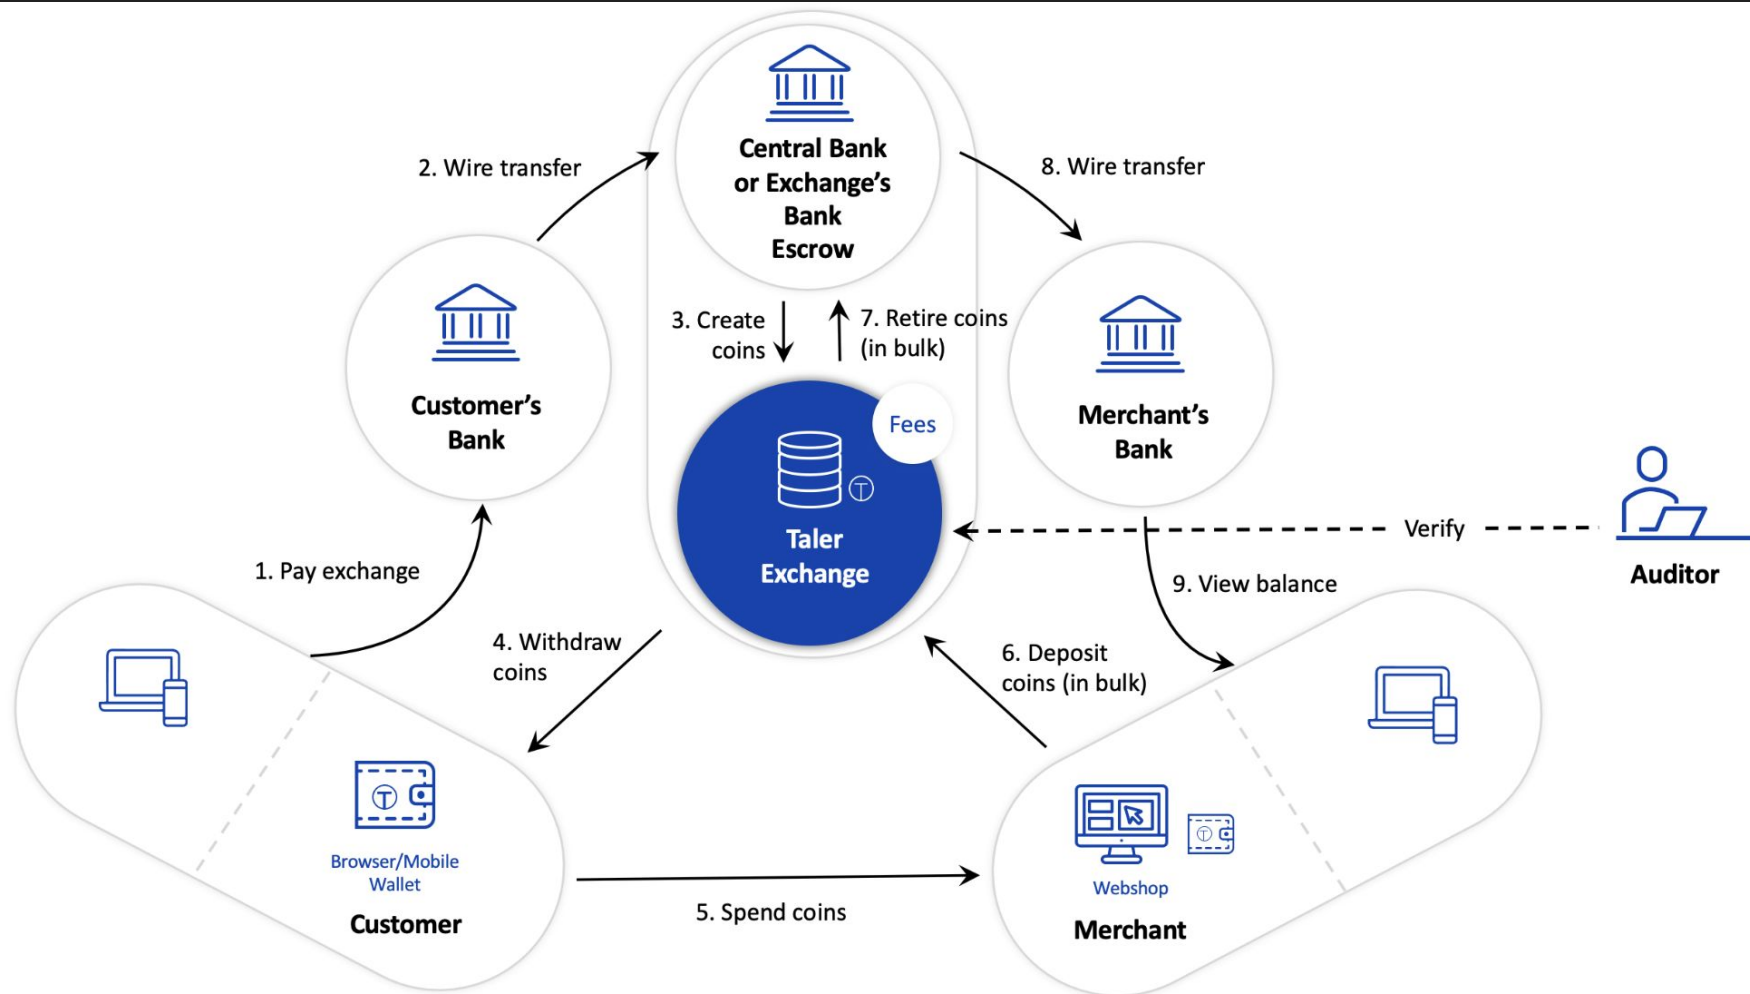 Central Bank
or Exchange’s
Bank
Escrow
2. Wire transfer
8. Wire transfer
3. Create
coins
7. Retire coins
(in bulk)
Customer’s
Bank
Fees
Merchant’s
Bank
T
Taler
Exchange
Verify
Auditor
1. Pay exchange
9. View balance
4. Withdraw
coins
6. Deposit
coins (in bulk)
T
Browser/Mobile
Wallet
Customer
5. Spend coins
T
Webshop
Merchant